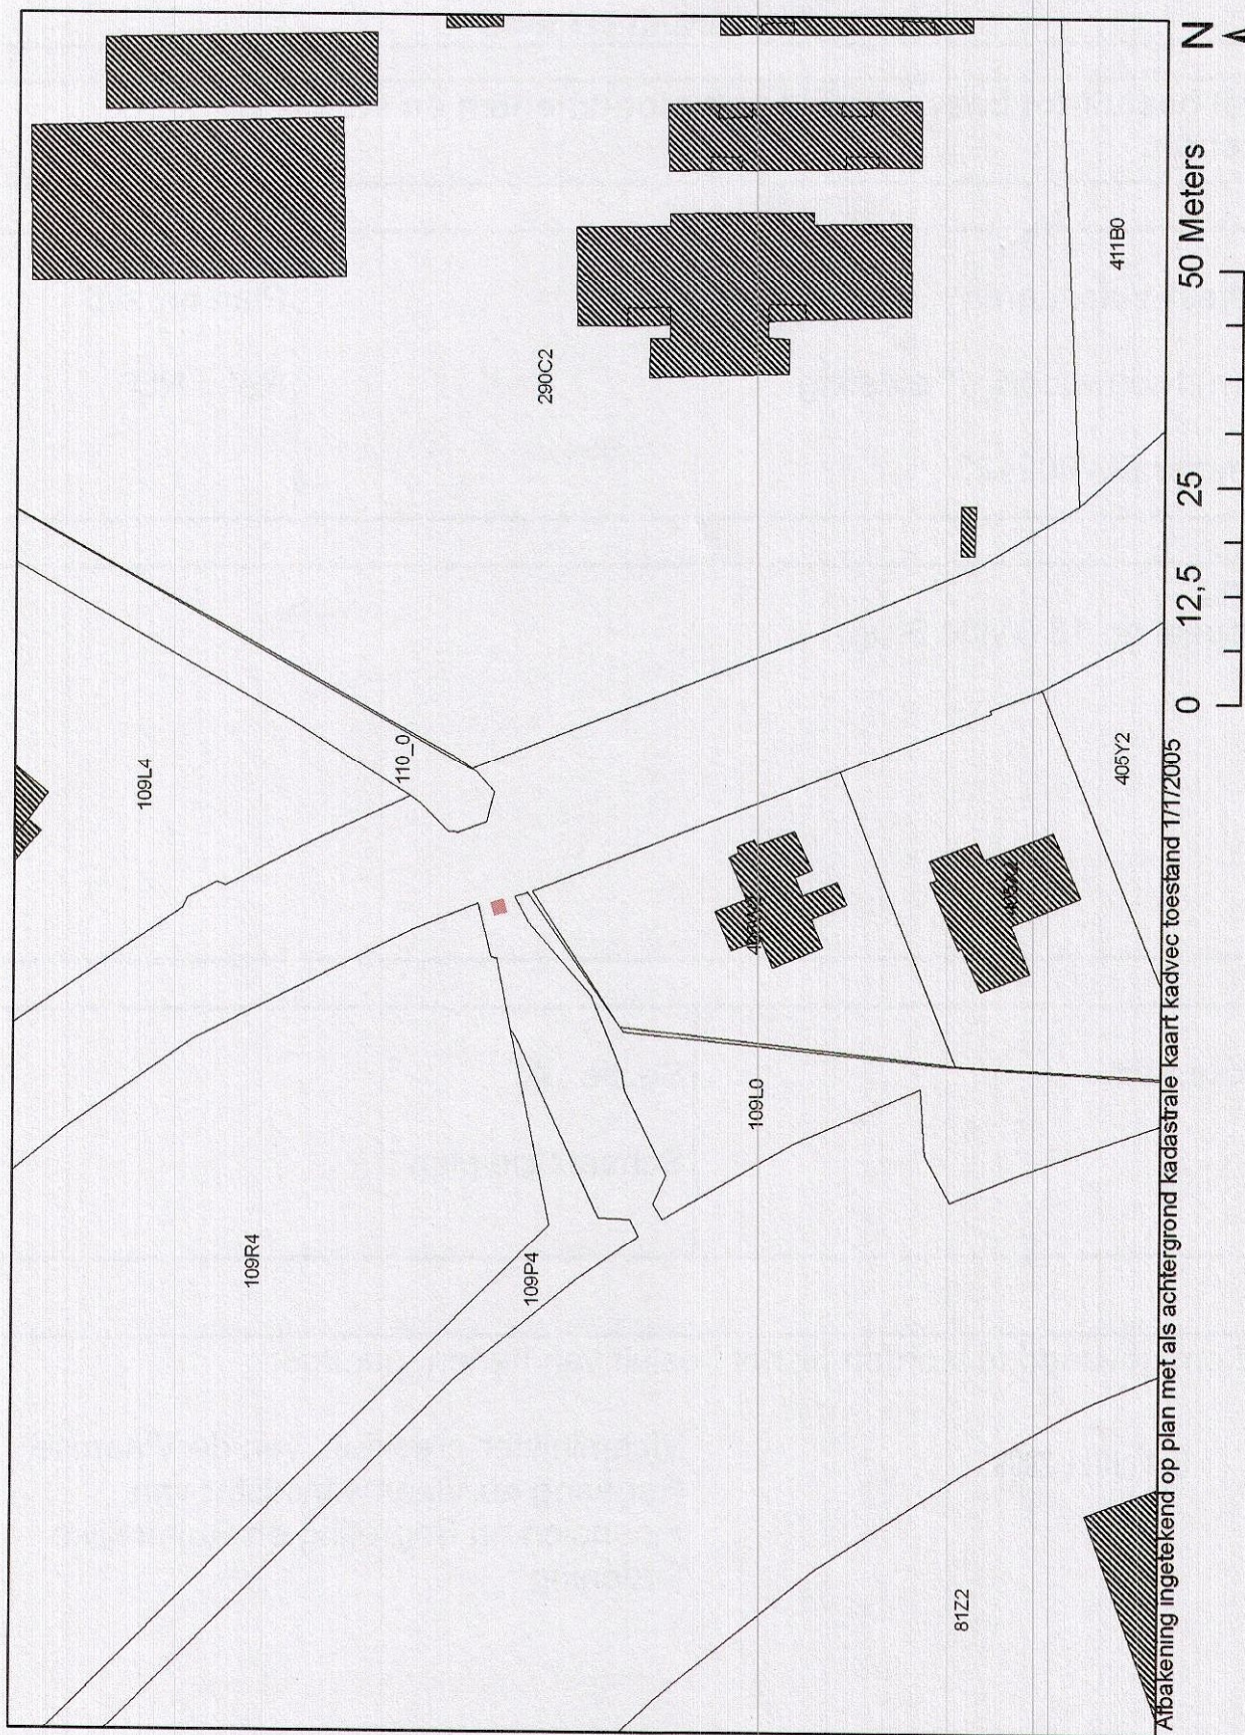 109L4
109R4
110_0
109P4
290C2
109L0
81Z2
411B0
405Y2
Afbakening ingetekend op plan met als achtergrond kadastrale kaart kadvec toestand 1/1/2005
0 12,5 25 50 Meters
N